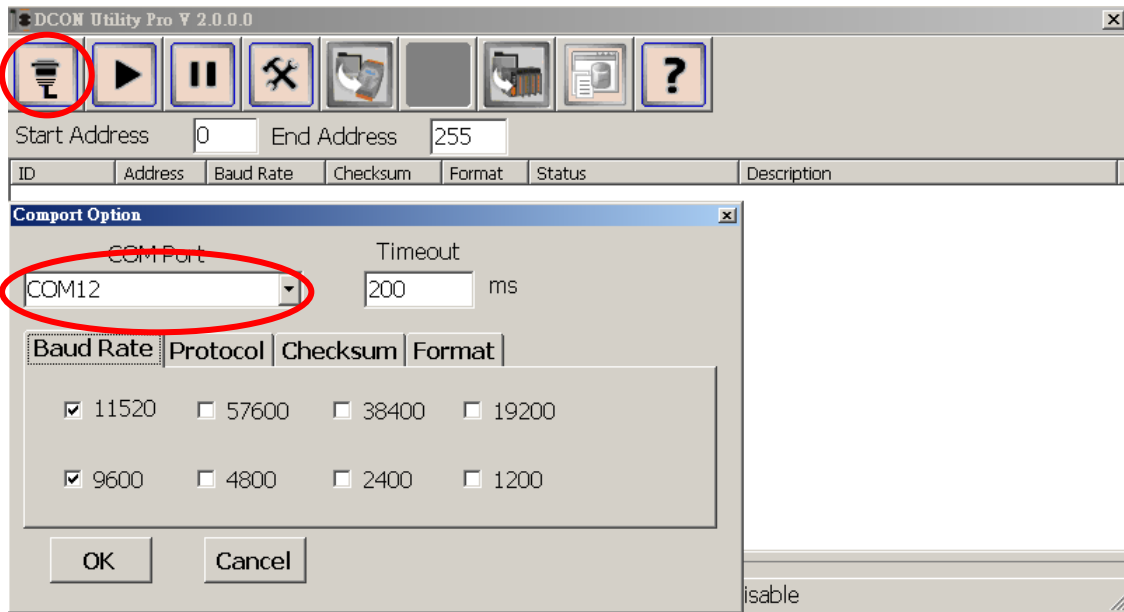 DCON Utility Pro V 2.0.0.0
?
Start Address 0 End Address 255
ID Address Baud Rate Checksum Format Status Description
Comport Option
COM Port Timeout
COM12 200 ms
Baud Rate Protocol Checksum Format
11520 57600 38400 19200
9600 4800 2400 1200
OK Cancel
isable